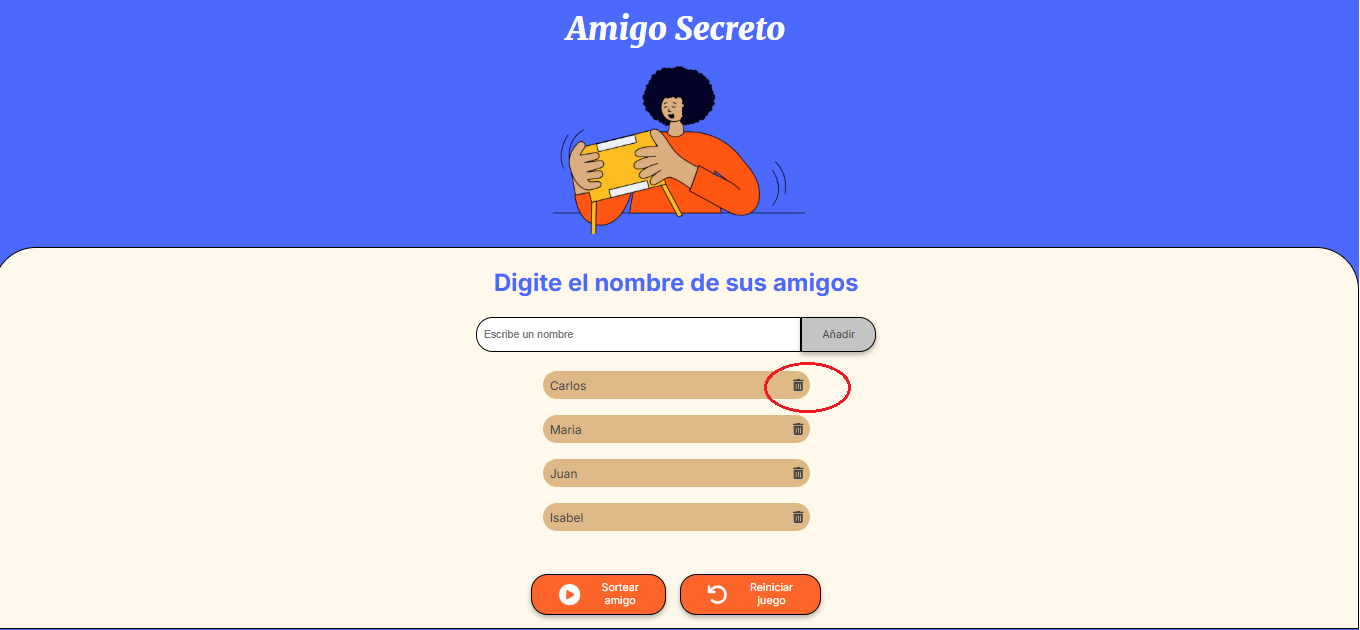 Amigo Secreto
Digite el nombre de sus amigos
Escribe un nombre
Añadir
Carlos
Maria
Juan
Isabel
Sortear
amigo
Reiniciar
juego